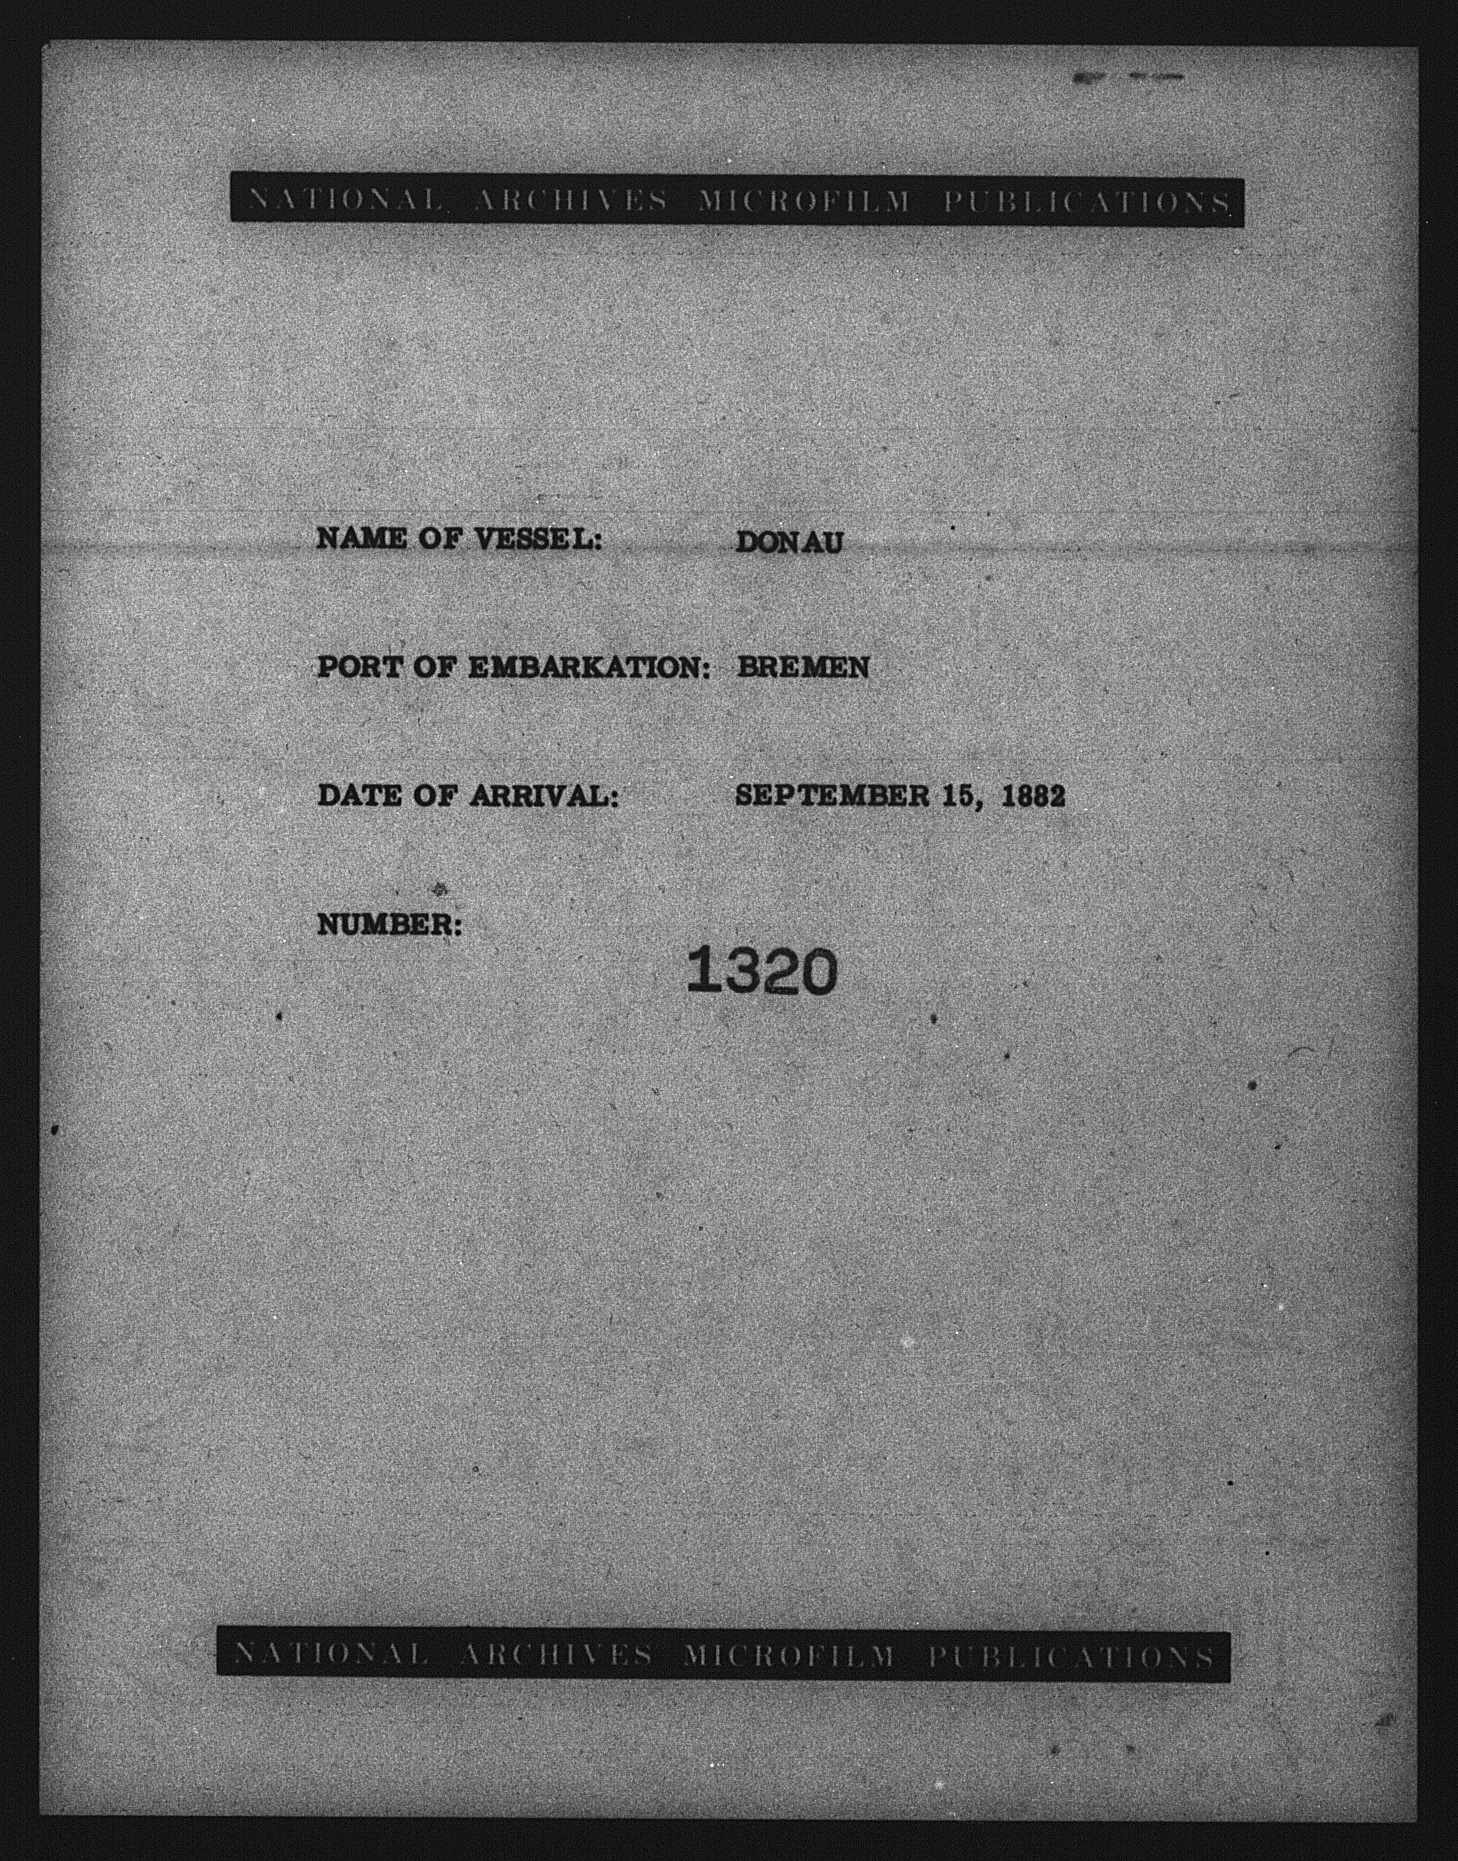 NATIONAL ARCHIVES MICROFILM PUBLICATIONS
NAME OF VESSEL: DONAU
PORT OF EMBARKATION: BREMEN
DATE OF ARRIVAL: SEPTEMBER 15, 1882
NUMBER:
1320
NATIONAL ARCHIVES MICROFILM PUBLICATIONS